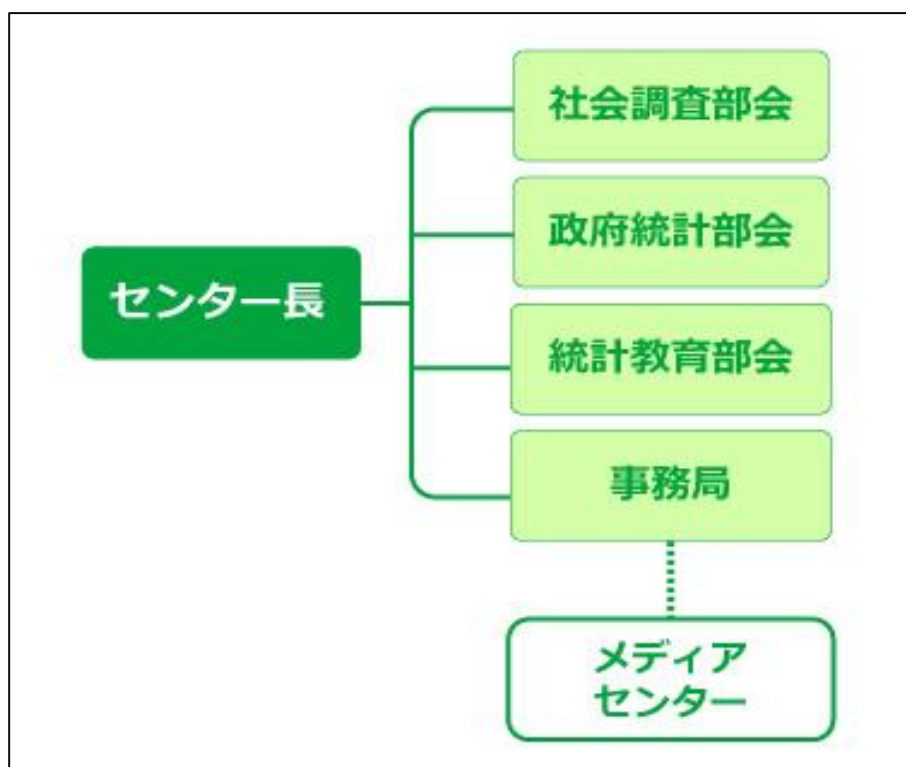 社会調査部会
政府統計部会
センター長
統計教育部会
事務局
メディア
センター